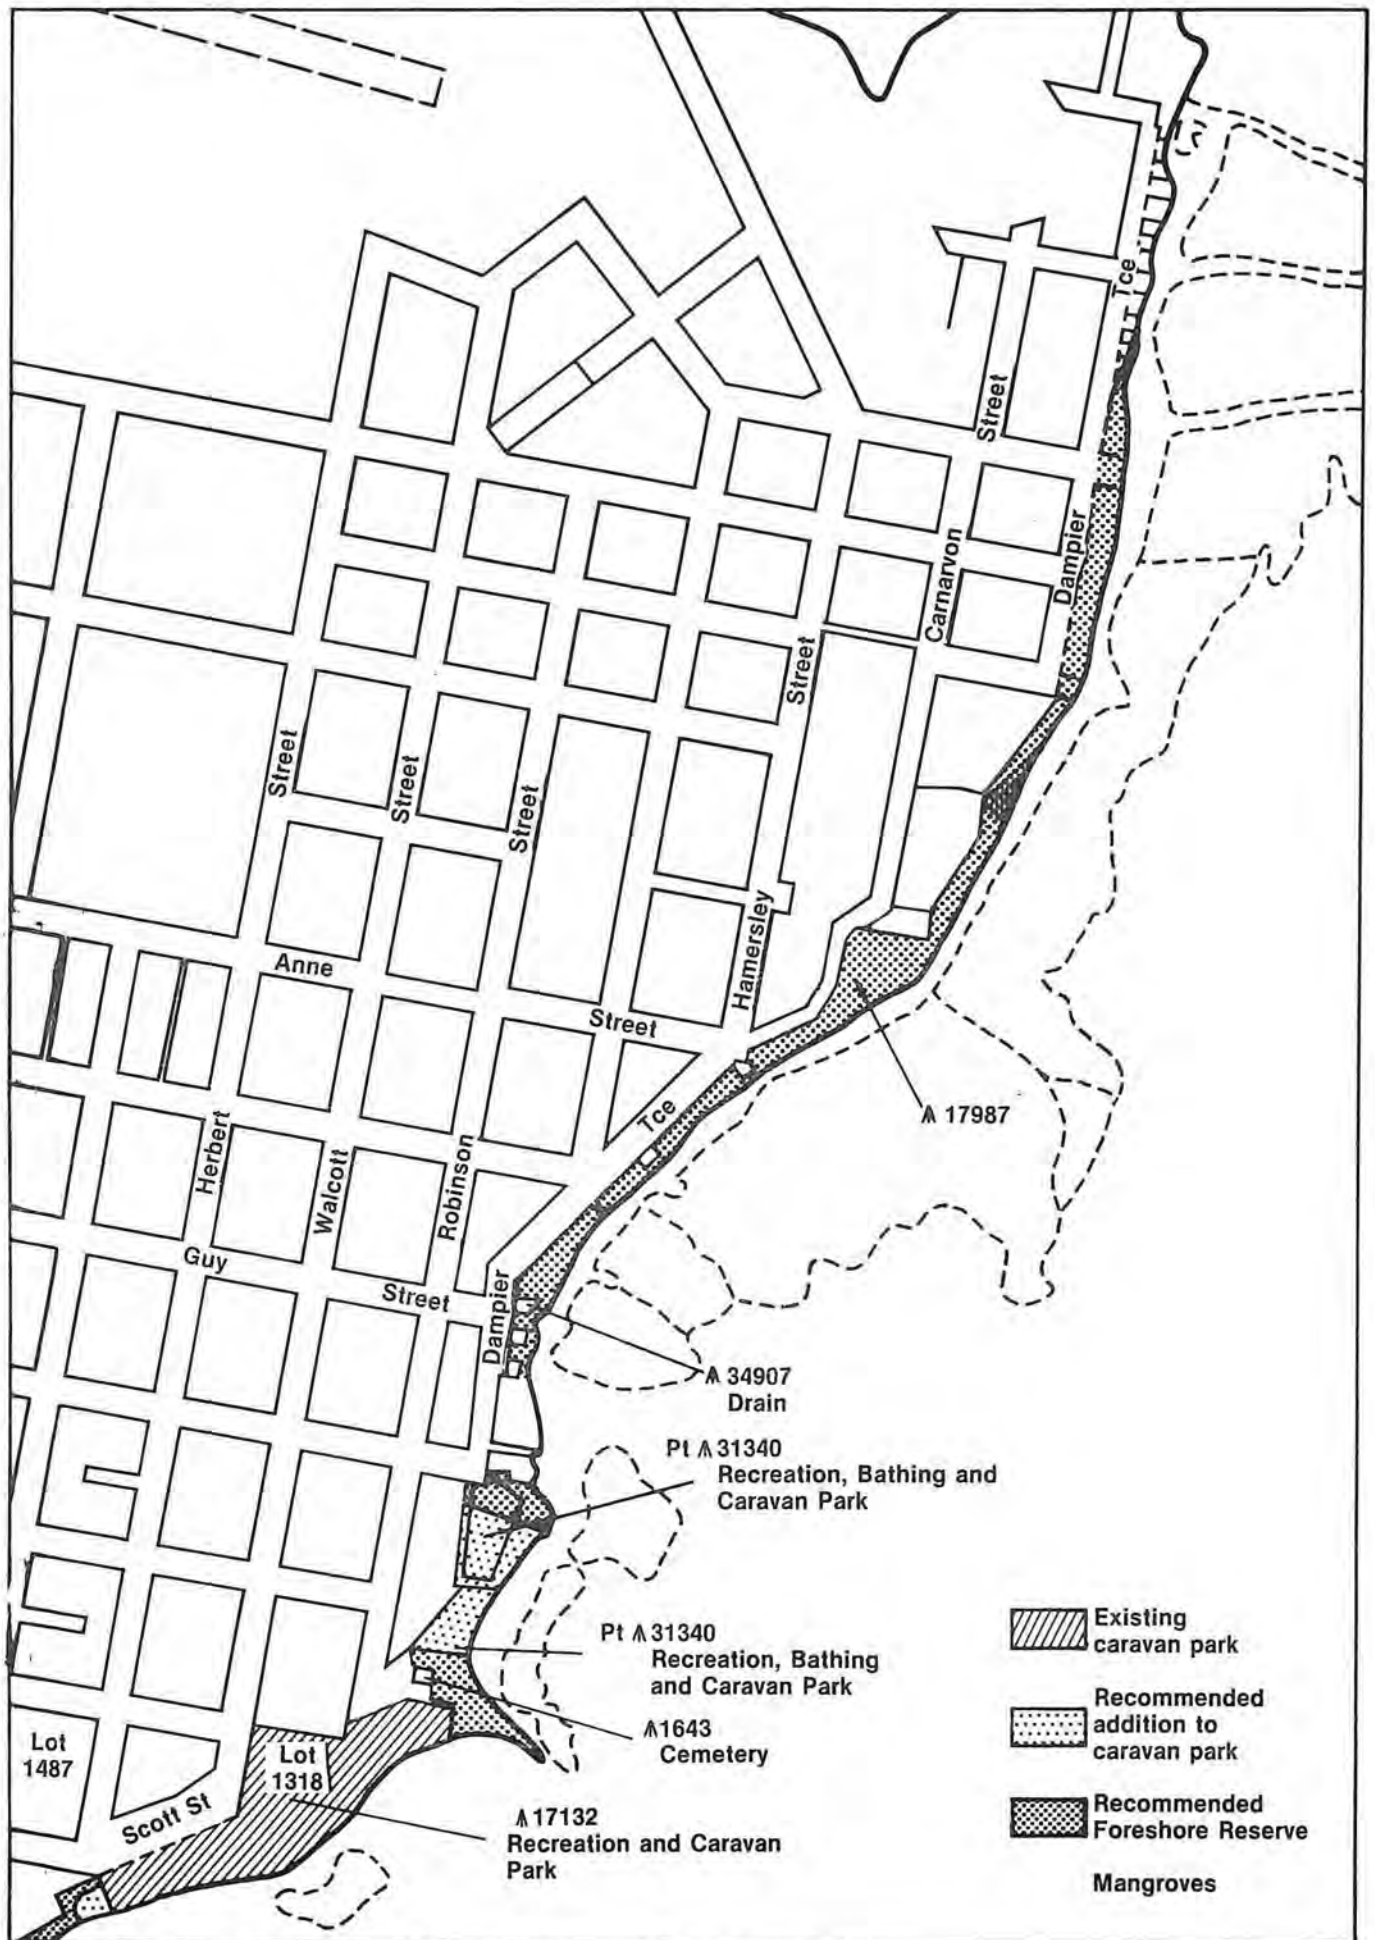 Tce
Street
Carnarvon
Dampier
Street
Street
Street
Street
Hamersley
Anne
Street
Tce
⩚ 17987
Herbert
Walcott
Robinson
Guy
Street
Dampier
⩚ 34907
Drain
Pt ⩚ 31340
Recreation, Bathing and
Caravan Park
Pt ⩚ 31340
Recreation, Bathing
and Caravan Park
⩚ 1643
Cemetery
Lot
1487
Lot
1318
Scott St
⩚ 17132
Recreation and Caravan
Park
Existing
caravan park
Recommended
addition to
caravan park
Recommended
Foreshore Reserve
Mangroves